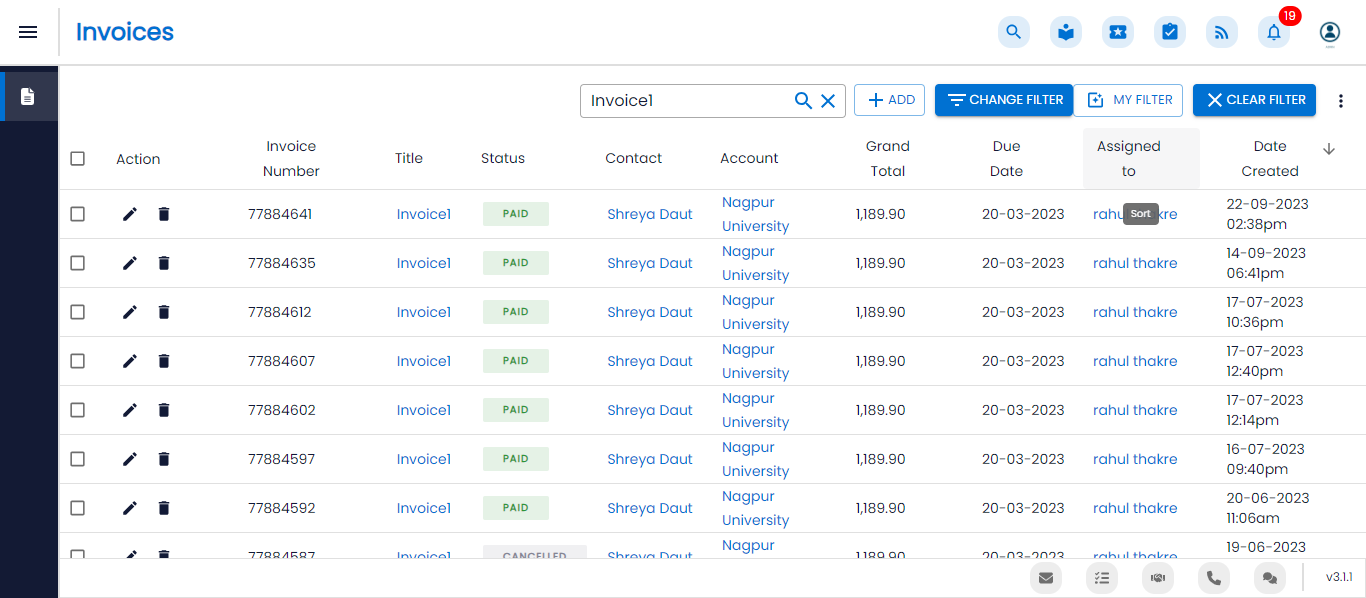 Invoices
19
Invoice1
ADD
CHANGE FILTER
MY FILTER
CLEAR FILTER
Action
Invoice
Number
Title
Status
Contact
Account
Grand
Total
Due
Date
Assigned
to
Date
Created
77884641 Invoice1 PAID Shreya Daut Nagpur
University 1,189.90 20-03-2023 rahul thakre 22-09-2023
02:38pm
Sort
77884635 Invoice1 PAID Shreya Daut Nagpur
University 1,189.90 20-03-2023 rahul thakre 14-09-2023
06:41pm
77884612 Invoice1 PAID Shreya Daut Nagpur
University 1,189.90 20-03-2023 rahul thakre 17-07-2023
10:36pm
77884607 Invoice1 PAID Shreya Daut Nagpur
University 1,189.90 20-03-2023 rahul thakre 17-07-2023
12:40pm
77884602 Invoice1 PAID Shreya Daut Nagpur
University 1,189.90 20-03-2023 rahul thakre 17-07-2023
12:14pm
77884597 Invoice1 PAID Shreya Daut Nagpur
University 1,189.90 20-03-2023 rahul thakre 16-07-2023
09:40pm
77884592 Invoice1 PAID Shreya Daut Nagpur
University 1,189.90 20-03-2023 rahul thakre 20-06-2023
11:06am
77884587 Invoice1 CANCELLED Shreya Daut Nagpur
1,189.90 20-03-2023 rahul thakre 19-06-2023
v3.1.1